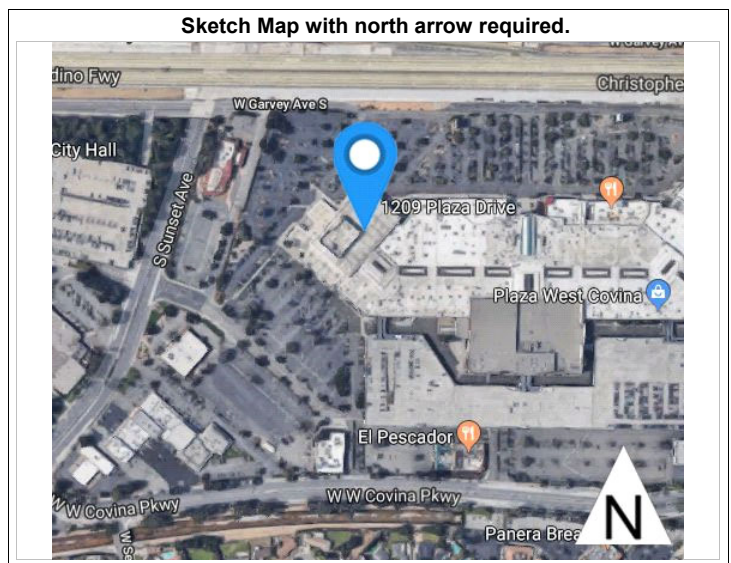 Sketch Map with north arrow required.
dino Fwy
Christophe
W Garvey Ave S
City Hall
1209 Plaza Drive
S Sunset Ave
Plaza West Covina
El Pescador
W W Covina Pkwy
W W Covina Pkwy
Panera Brea
N